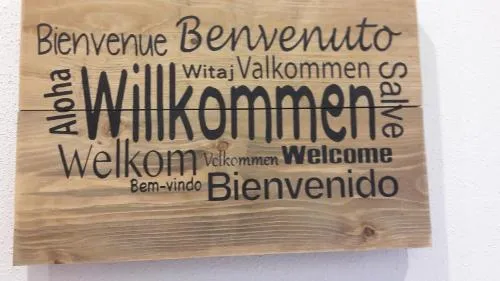 Bienvenue Benvenuto
Witaj Valkommen
Aloha
Willkommen
Salve
Welkom Velkommen Welcome
Bem-vindo Bienvenido